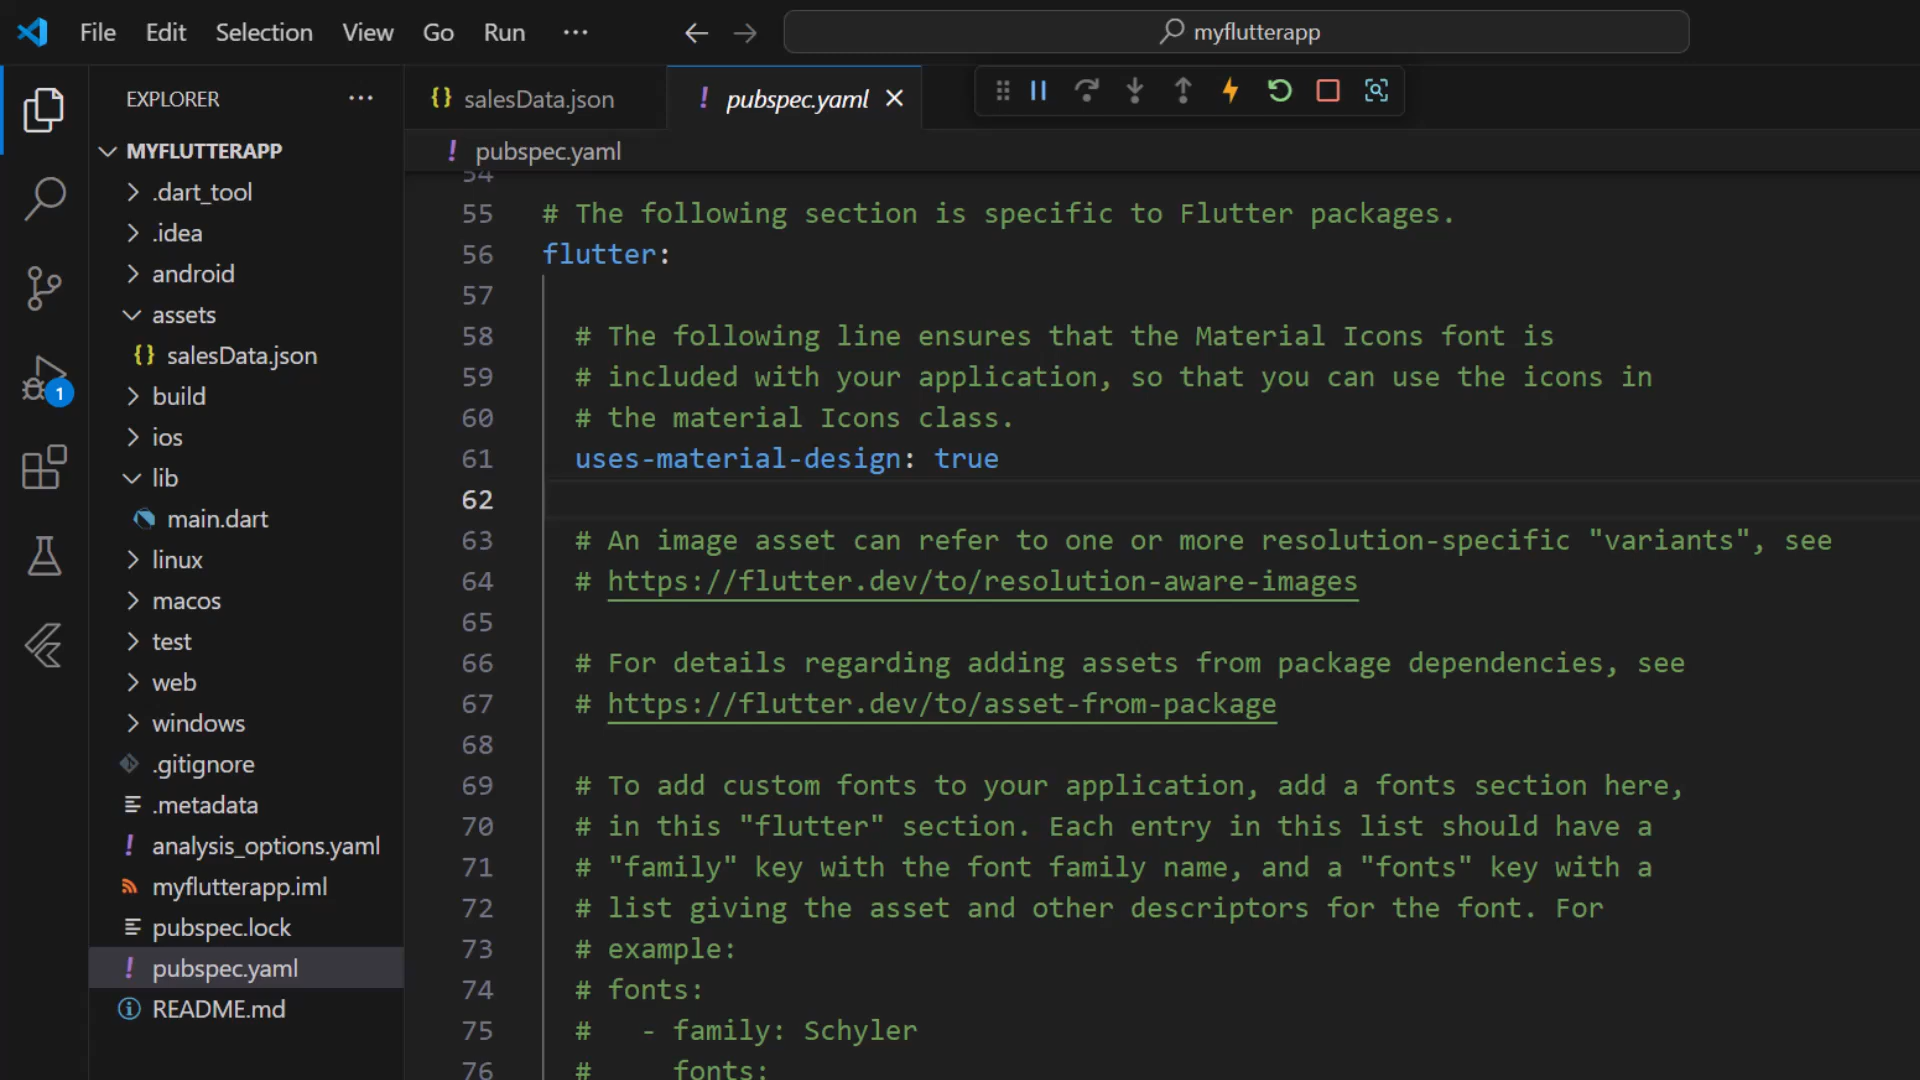 File Edit Selection View Go Run ···
myflutterapp
EXPLORER ···
{} salesData.json
! pubspec.yaml
! pubspec.yaml
MYFLUTTERAPP
.dart_tool
.idea
android
assets
{} salesData.json
build
ios
lib
main.dart
linux
macos
test
web
windows
.gitignore
.metadata
! analysis_options.yaml
myflutterapp.iml
pubspec.lock
! pubspec.yaml
README.md
1
54
55 # The following section is specific to Flutter packages.
56 flutter:
57
58 # The following line ensures that the Material Icons font is
59 # included with your application, so that you can use the icons in
60 # the material Icons class.
61 uses-material-design: true
62
63 # An image asset can refer to one or more resolution-specific "variants", see
64 # https://flutter.dev/to/resolution-aware-images
65
66 # For details regarding adding assets from package dependencies, see
67 # https://flutter.dev/to/asset-from-package
68
69 # To add custom fonts to your application, add a fonts section here,
70 # in this "flutter" section. Each entry in this list should have a
71 # "family" key with the font family name, and a "fonts" key with a
72 # list giving the asset and other descriptors for the font. For
73 # example:
74 # fonts:
75 #   - family: Schyler
76 #     fonts: